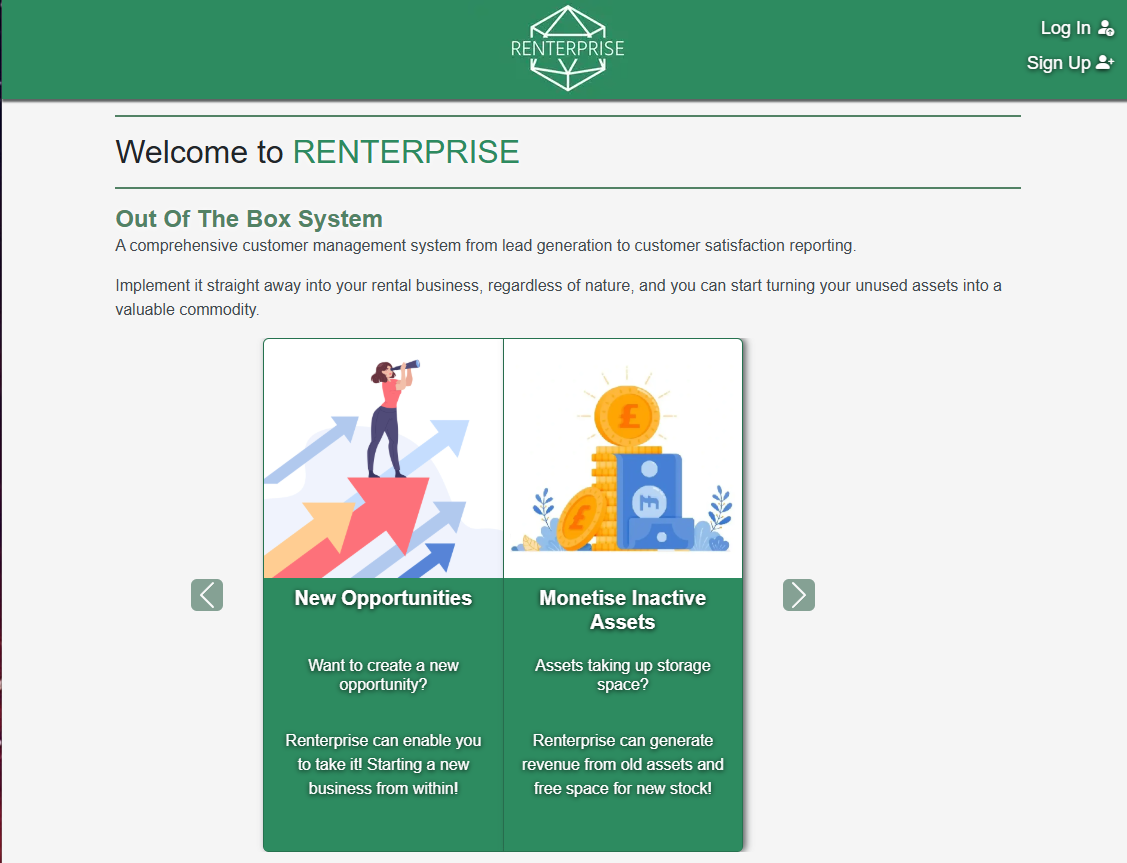 RENTERPRISE
Log In
Sign Up
Welcome to RENTERPRISE
Out Of The Box System
A comprehensive customer management system from lead generation to customer satisfaction reporting.
Implement it straight away into your rental business, regardless of nature, and you can start turning your unused assets into a
valuable commodity.
£
£
New Opportunities
Want to create a new
opportunity?
Renterprise can enable you
to take it! Starting a new
business from within!
Monetise Inactive
Assets
Assets taking up storage
space?
Renterprise can generate
revenue from old assets and
free space for new stock!